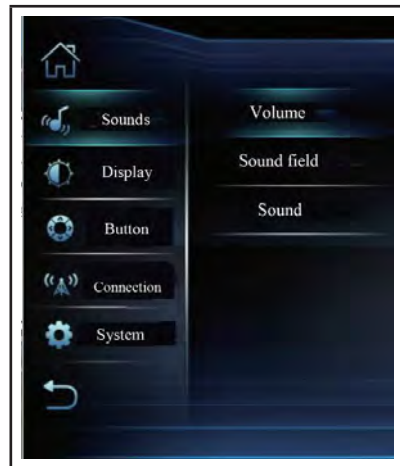 Sounds
Display
Button
Connection
System
Volume
Sound field
Sound